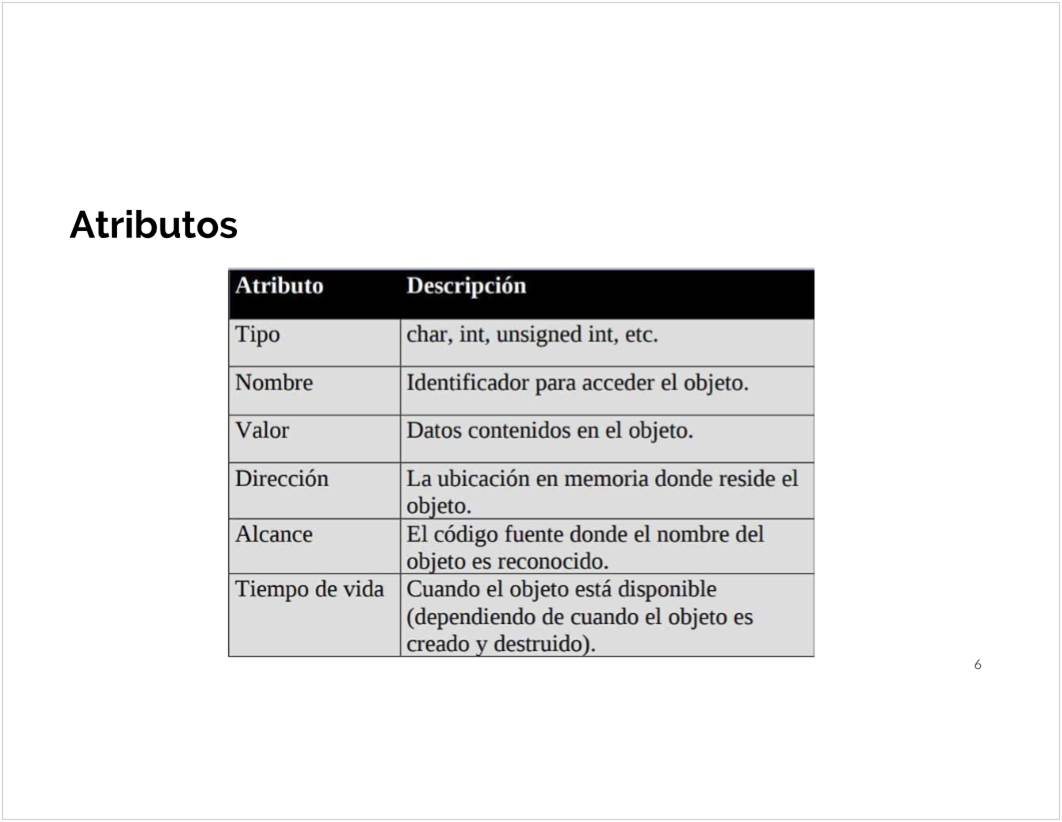 Atributos
Atributo Descripción
Tipo char, int, unsigned int, etc.
Nombre Identificador para acceder el objeto.
Valor Datos contenidos en el objeto.
Dirección La ubicación en memoria donde reside el
objeto.
Alcance El código fuente donde el nombre del
objeto es reconocido.
Tiempo de vida Cuando el objeto está disponible
(dependiendo de cuando el objeto es
creado y destruido).
6